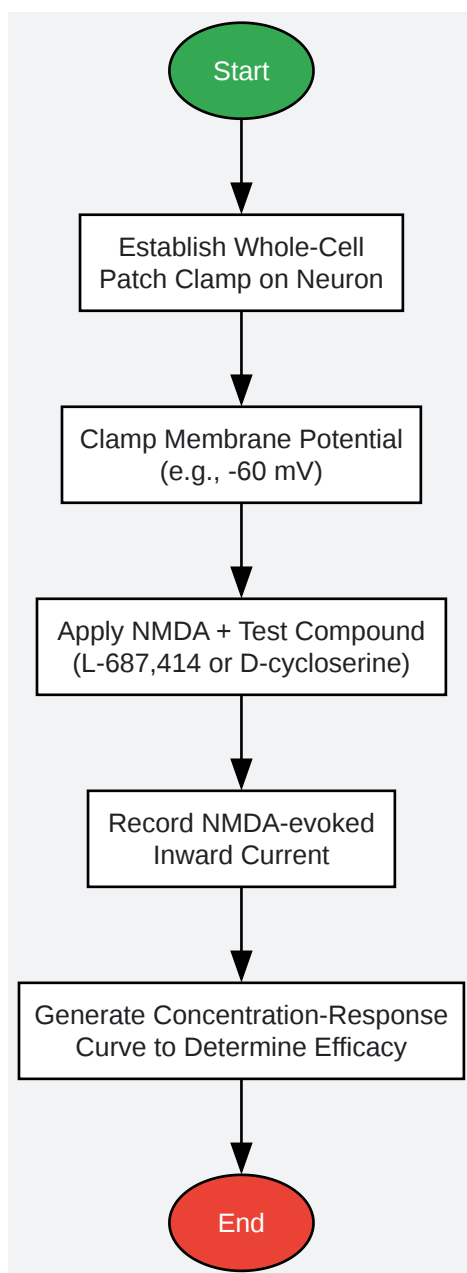 Start
Establish Whole-Cell
Patch Clamp on Neuron
Clamp Membrane Potential
(e.g., -60 mV)
Apply NMDA + Test Compound
(L-687,414 or D-cycloserine)
Record NMDA-evoked
Inward Current
Generate Concentration-Response
Curve to Determine Efficacy
End